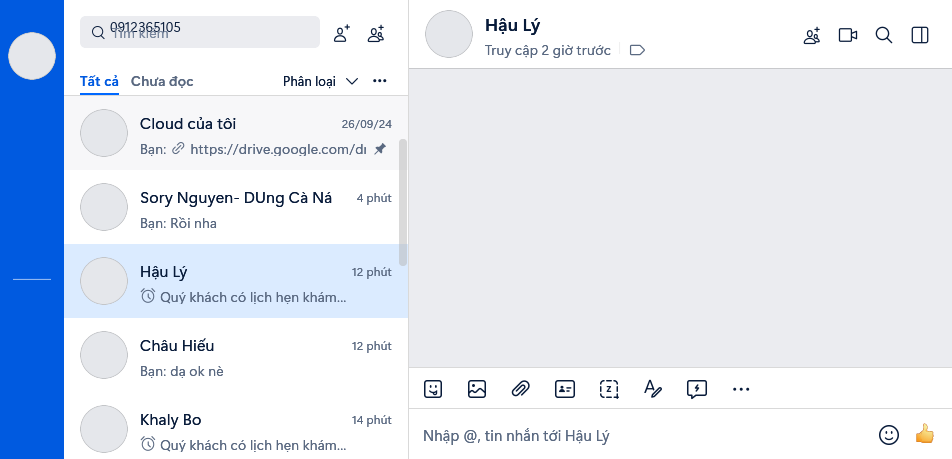 0912365105
Tìm kiếm
Tất cả Chưa đọc Phân loại
Cloud của tôi 26/09/24
Bạn: https://drive.google.com/dr
Sory Nguyen- DUng Cà Ná 4 phút
Bạn: Rồi nha
Hậu Lý 12 phút
Quý khách có lịch hẹn khám...
Châu Hiếu 12 phút
Bạn: dạ ok nè
Khaly Bo 14 phút
Quý khách có lịch hẹn khám...
Hậu Lý
Truy cập 2 giờ trước
Nhập @, tin nhắn tới Hậu Lý